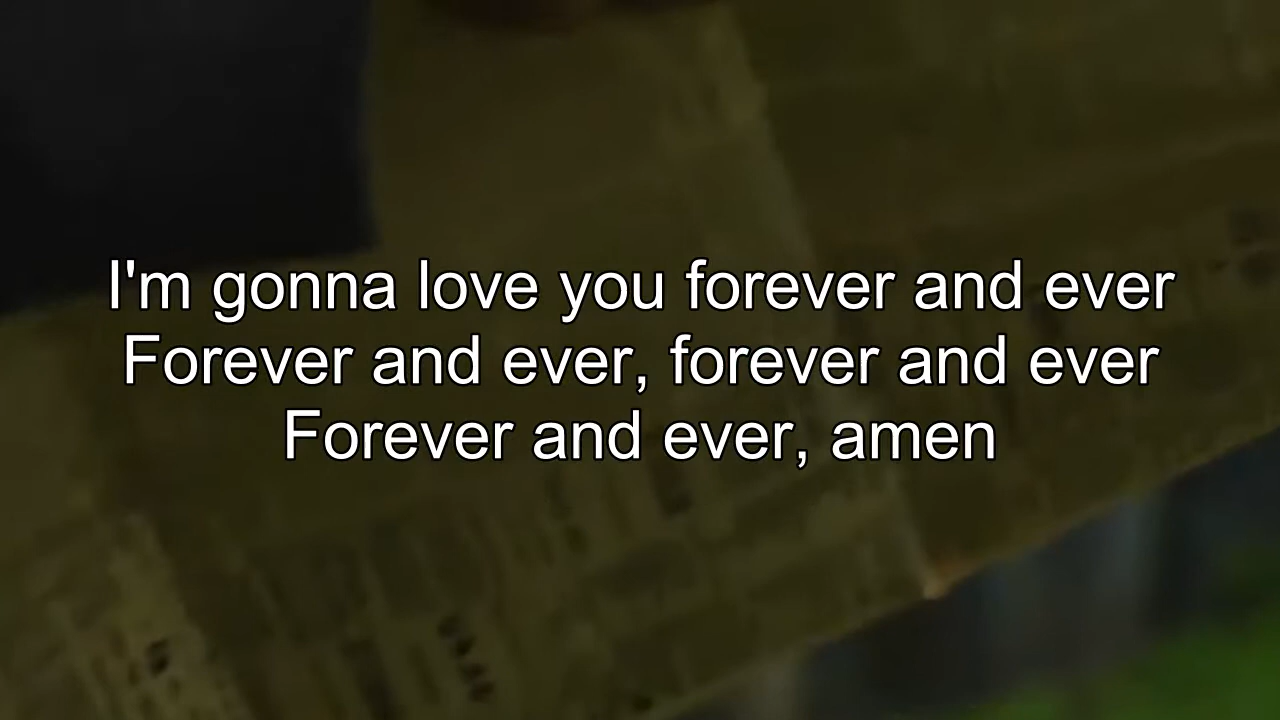 I'm gonna love you forever and ever
Forever and ever, forever and ever
Forever and ever, amen